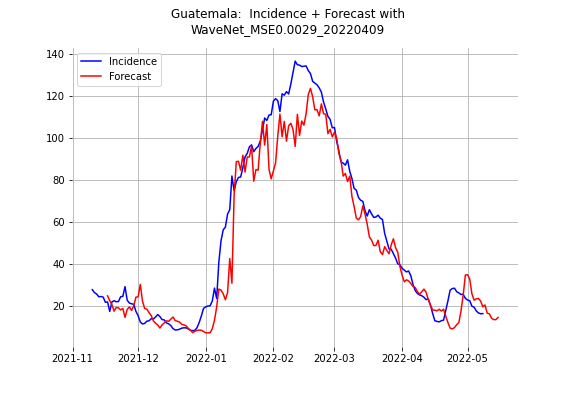 Guatemala:  Incidence + Forecast with
WaveNet_MSE0.0029_20220409
Incidence
Forecast
140
120
100
80
60
40
20
2021-11 2021-12 2022-01 2022-02 2022-03 2022-04 2022-05